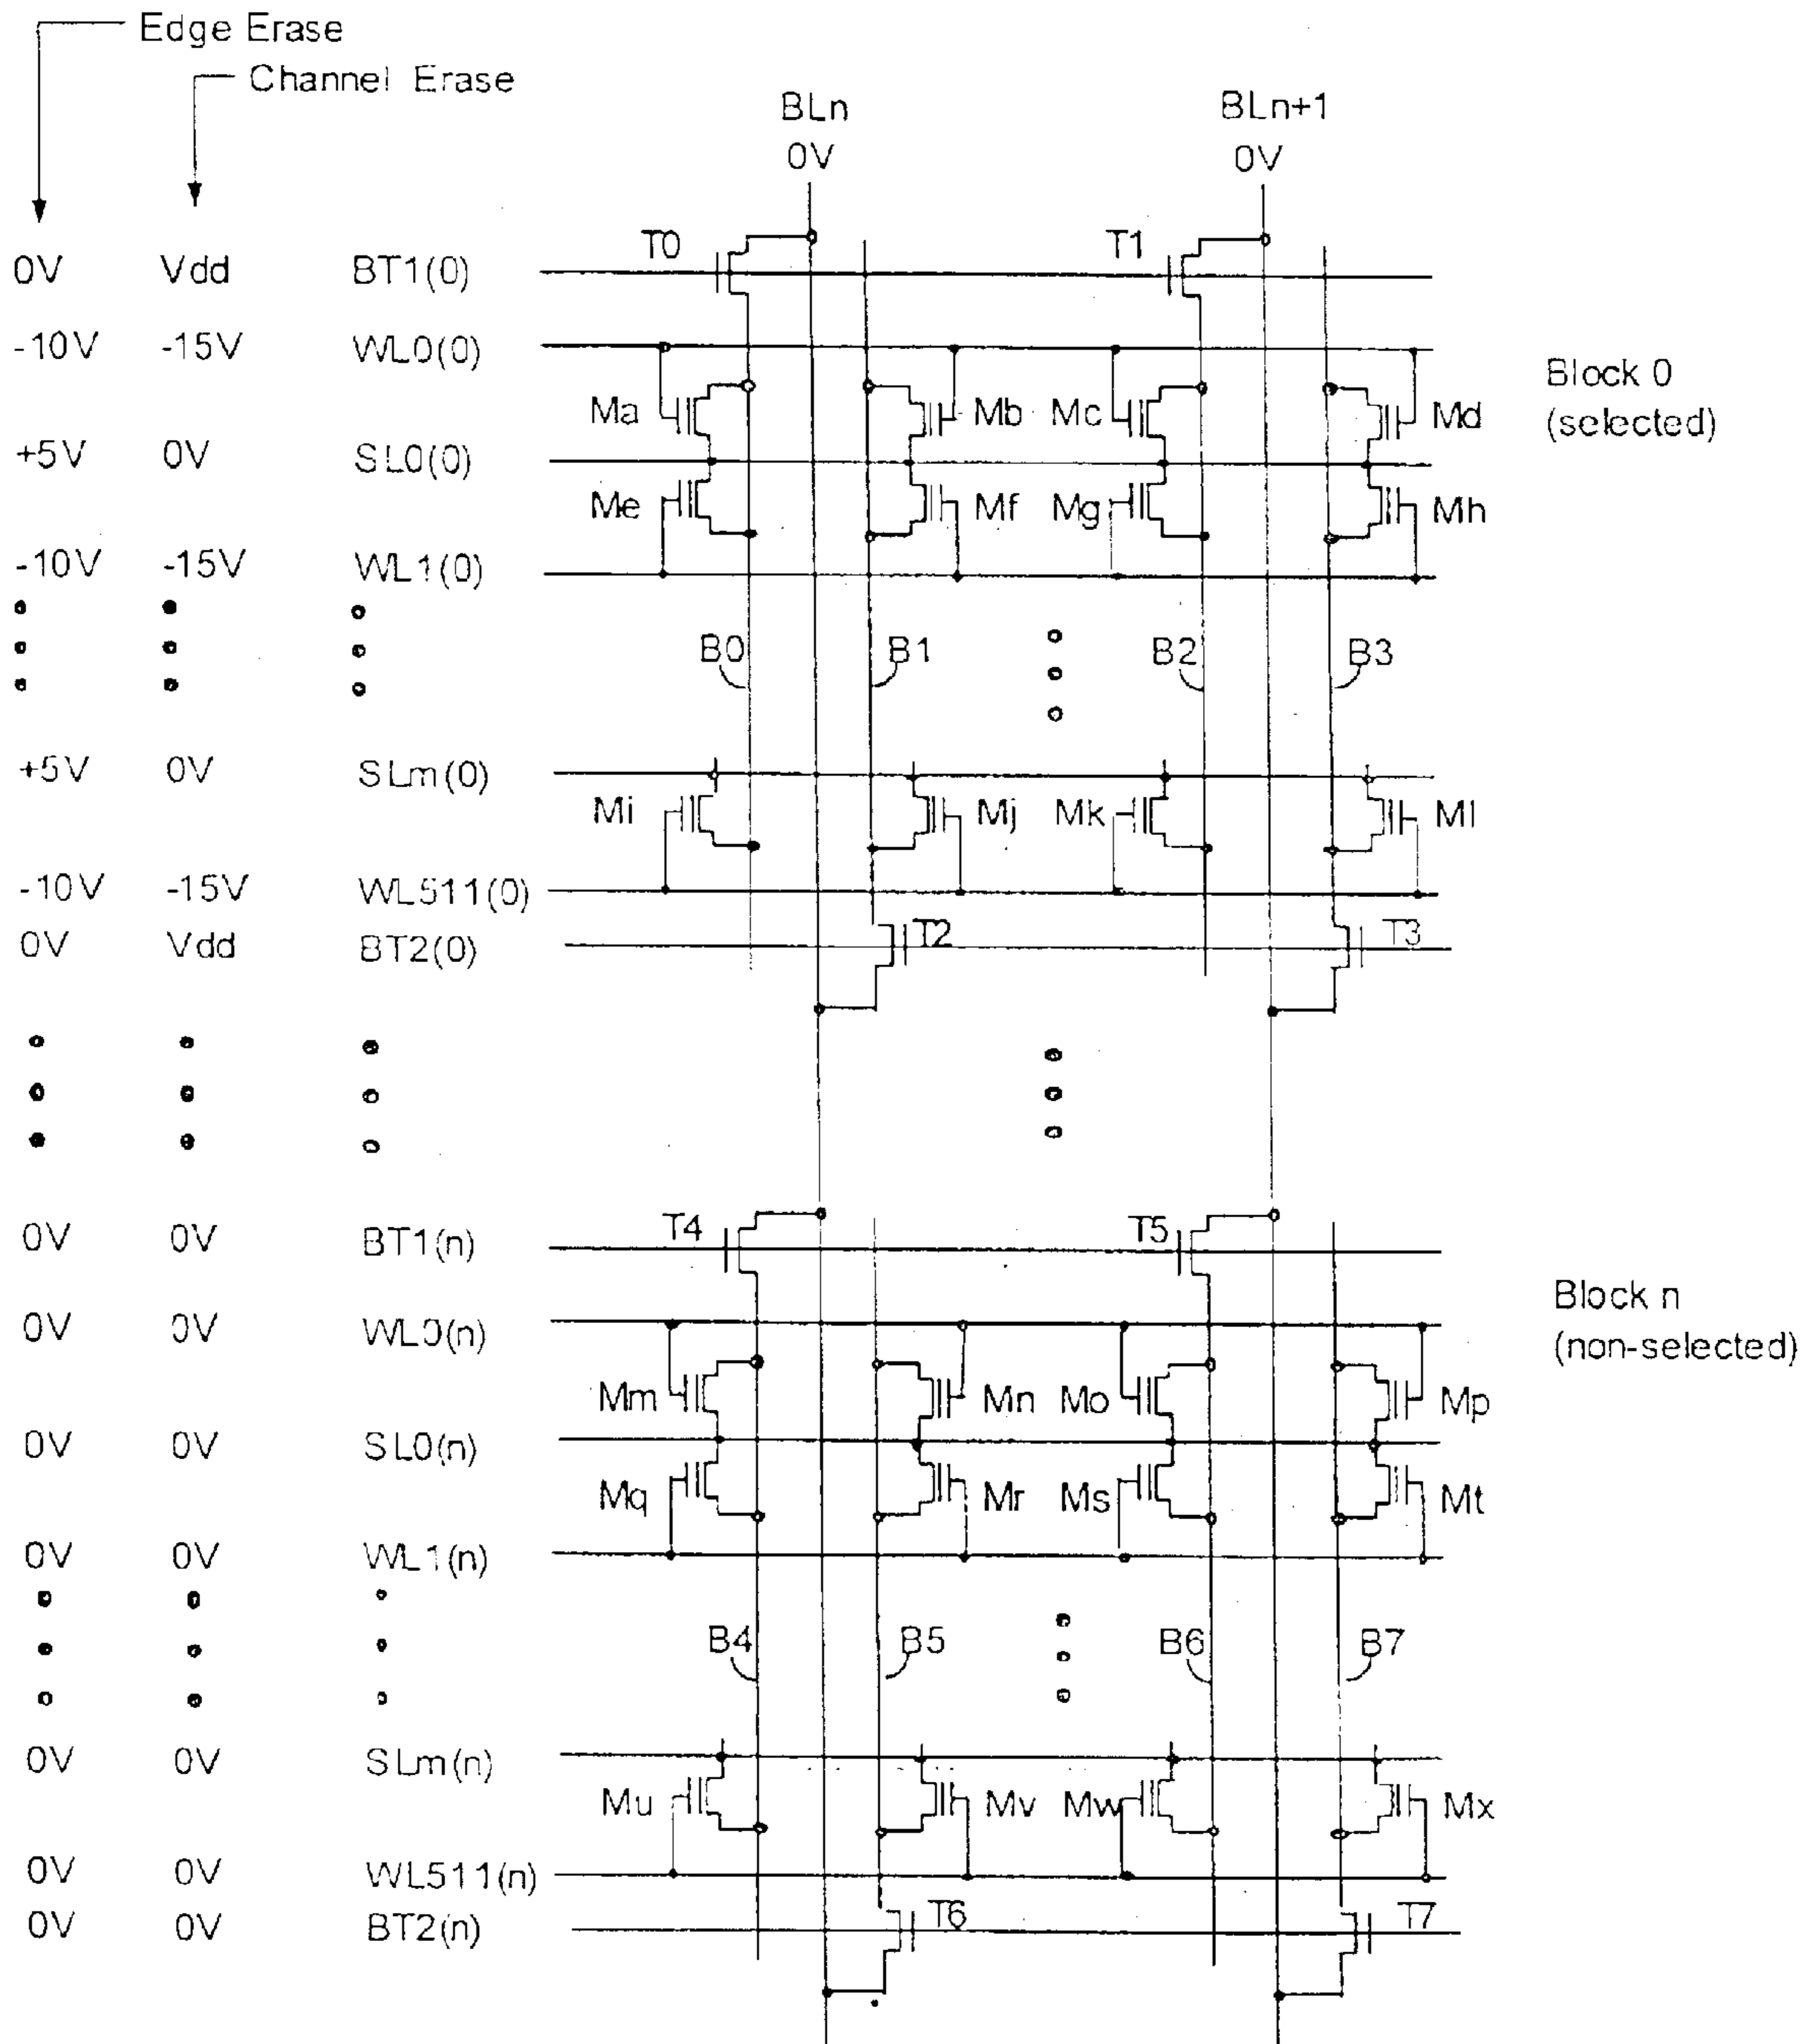 Edge Erase
Channel Erase
BLn BLn+1
0V 0V
0V Vdd BT1(0) T0 T1
-10V -15V WL0(0)
Block 0
(selected)
Ma Mb Mc Md
+5V 0V SL0(0)
Me Mf Mg Mh
-10V -15V WL1(0)
B0 B1 B2 B3
+5V 0V SLm(0)
Mi Mj Mk Ml
-10V -15V WL511(0)
0V Vdd BT2(0) T2 T3
0V 0V BT1(n) T4 T5
Block n
(non-selected)
0V 0V WL0(n)
Mm Mn Mo Mp
0V 0V SL0(n)
Mq Mr Ms Mt
0V 0V WL1(n)
B4 B5 B6 B7
0V 0V SLm(n)
Mu Mv Mw Mx
0V 0V WL511(n)
0V 0V BT2(n) T6 T7